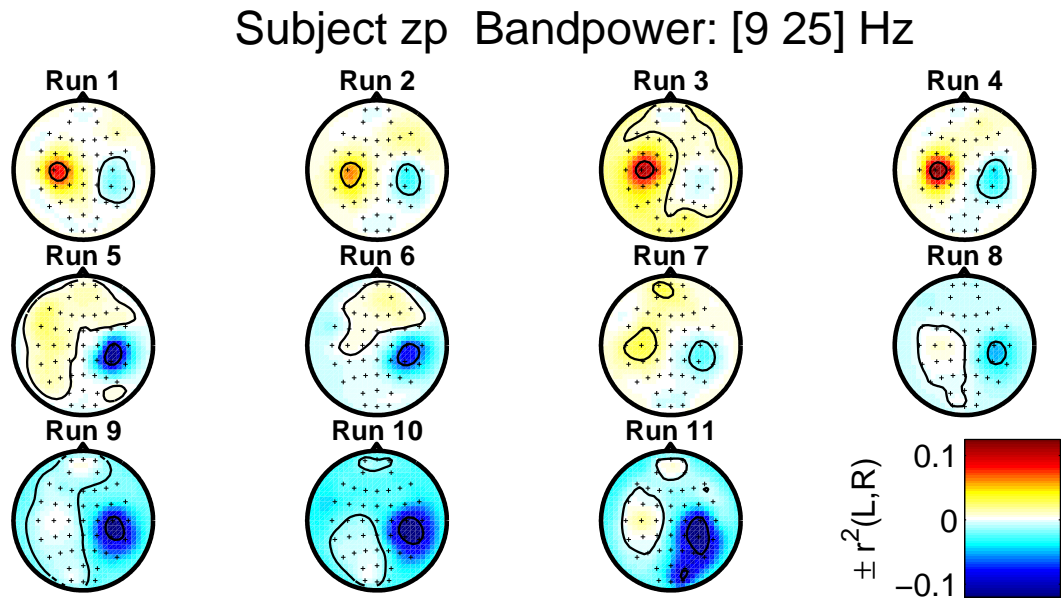 Subject zp Bandpower: [9 25] Hz
Run 1 Run 2 Run 3 Run 4
Run 5 Run 6 Run 7 Run 8
Run 9 Run 10 Run 11
± r²(L,R)
0.1
0
−0.1